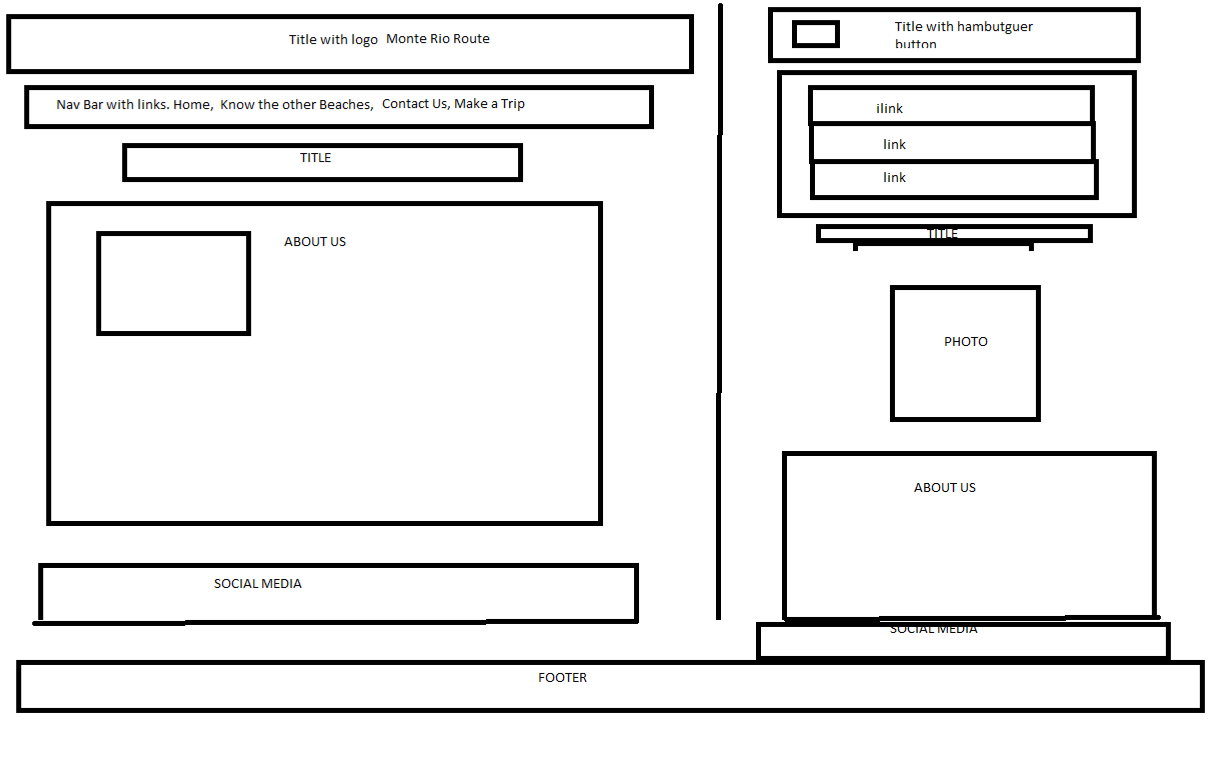 Title with logo Monte Rio Route
Nav Bar with links. Home, Know the other Beaches, Contact Us, Make a Trip
TITLE
ABOUT US
SOCIAL MEDIA
Title with hambutguer
button
ilink
link
link
TITLE
PHOTO
ABOUT US
SOCIAL MEDIA
FOOTER